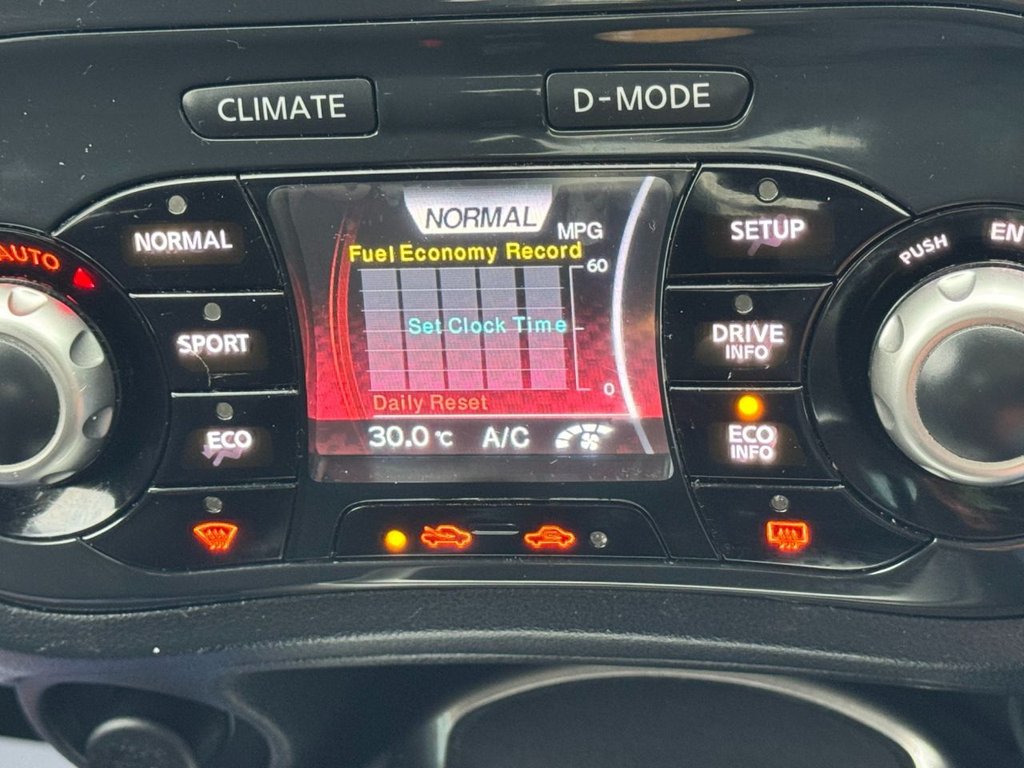 CLIMATE
D-MODE
AUTO
NORMAL
SPORT
ECO
NORMAL
MPG
Fuel Economy Record
60
Set Clock Time
0
Daily Reset
30.0 °C A/C
SETUP
DRIVE
INFO
ECO
INFO
PUSH